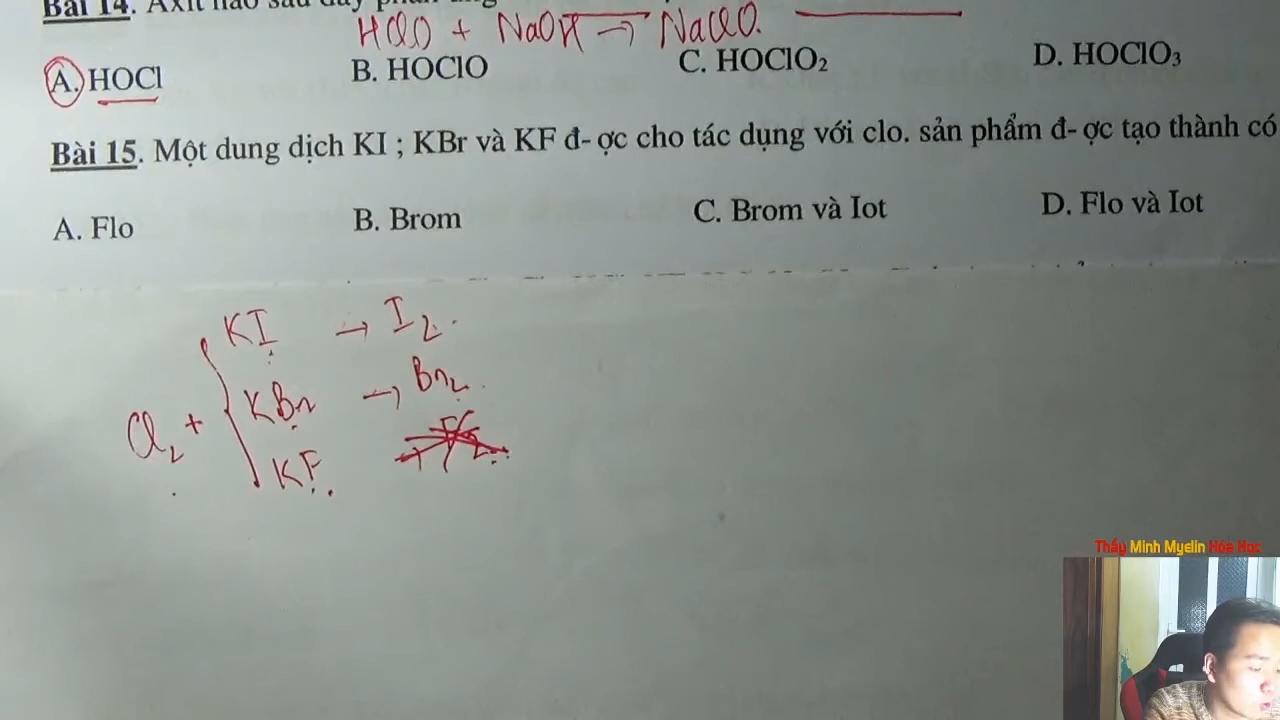 Bài 14. Axit nào sau đây phản ứng
HClO + NaOH → NaClO.
A. HOCl B. HOClO C. HOClO₂ D. HOClO₃
Bài 15. Một dung dịch KI ; KBr và KF đ-ợc cho tác dụng với clo. sản phẩm đ-ợc tạo thành có
A. Flo B. Brom C. Brom và Iot D. Flo và Iot
KI → I₂.
Cl₂ + KBr → Br₂.
KF
Thầy Minh Myelin Hóa Học